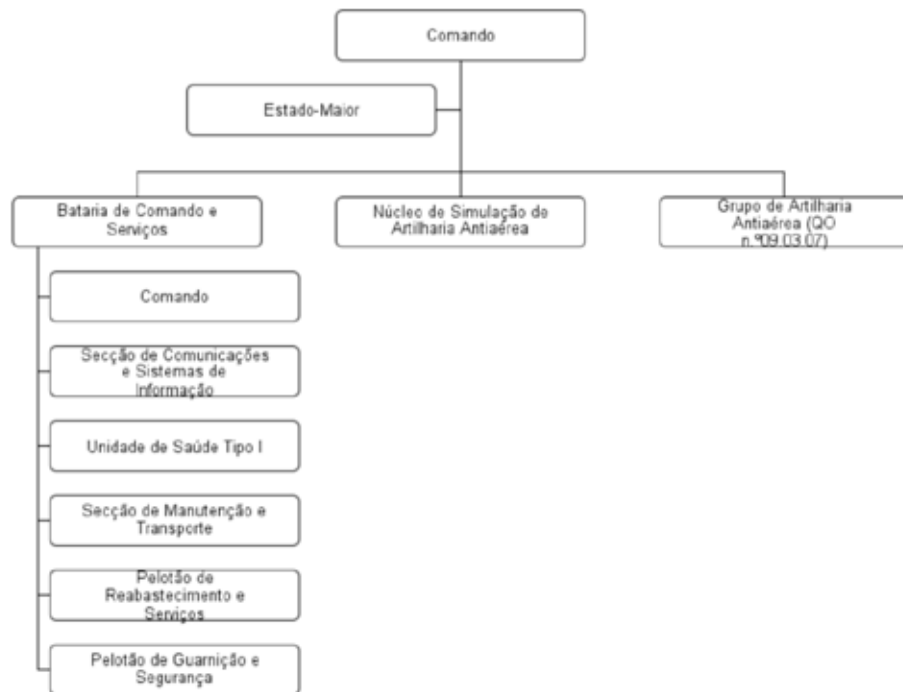 Comando
Estado-Maior
Bataria de Comando e
Serviços
Núcleo de Simulação de
Artilharia Antiaérea
Grupo de Artilharia
Antiaérea (QO
n.º09.03.07)
Comando
Secção de Comunicações
e Sistemas de
Informação
Unidade de Saúde Tipo I
Secção de Manutenção e
Transporte
Pelotão de
Reabastecimento e
Serviços
Pelotão de Guarnição e
Segurança